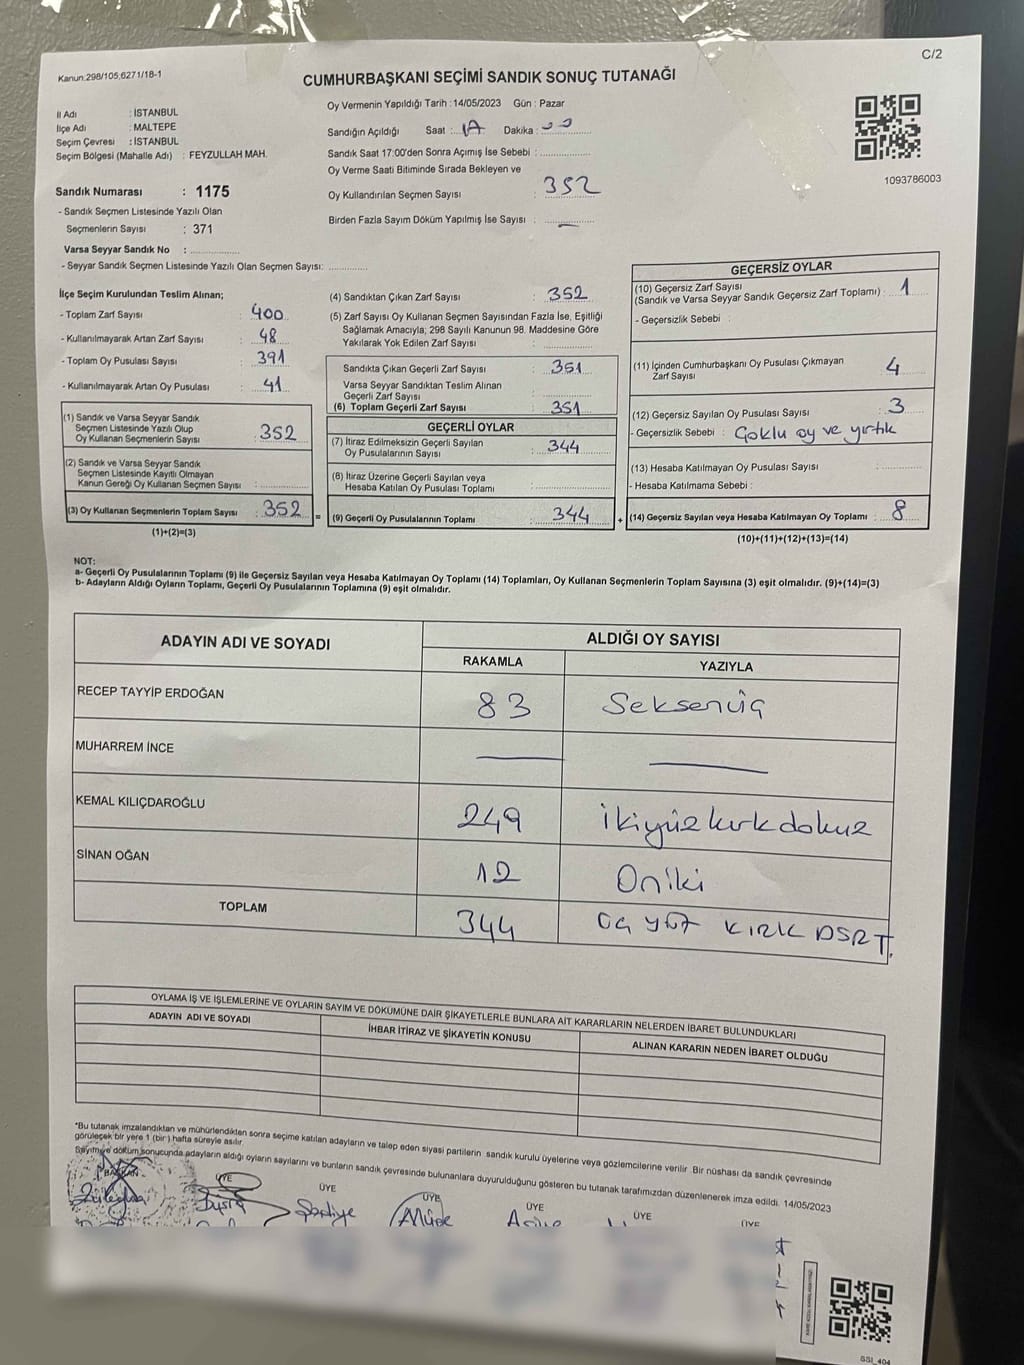 C/2
Kanun:298/105,6271/18-1
CUMHURBAŞKANI SEÇİMİ SANDIK SONUÇ TUTANAĞI
İl Adı : İSTANBUL
İlçe Adı : MALTEPE
Seçim Çevresi : İSTANBUL
Seçim Bölgesi (Mahalle Adı) : FEYZULLAH MAH.
Sandık Numarası : 1175
- Sandık Seçmen Listesinde Yazılı Olan
Seçmenlerin Sayısı : 371
Varsa Seyyar Sandık No :
- Seyyar Sandık Seçmen Listesinde Yazılı Olan Seçmen Sayısı:
Oy Vermenin Yapıldığı Tarih : 14/05/2023 Gün : Pazar
Sandığın Açıldığı Saat : Dakika :
Sandık Saat 17:00'den Sonra Açımış İse Sebebi :
Oy Verme Saati Bitiminde Sırada Bekleyen ve
Oy Kullandırılan Seçmen Sayısı : 352
Birden Fazla Sayım Döküm Yapılmış İse Sayısı : —
1093786003
İlçe Seçim Kurulundan Teslim Alınan;
- Toplam Zarf Sayısı : 400
- Kullanılmayarak Artan Zarf Sayısı : 48
- Toplam Oy Pusulası Sayısı : 391
- Kullanılmayarak Artan Oy Pusulası : 41
(1) Sandık ve Varsa Seyyar Sandık
Seçmen Listesinde Yazılı Olup
Oy Kullanan Seçmenlerin Sayısı : 352
(2) Sandık ve Varsa Seyyar Sandık
Seçmen Listesinde Kayıtlı Olmayan
Kanun Gereği Oy Kullanan Seçmen Sayısı :
(3) Oy Kullanan Seçmenlerin Toplam Sayısı : 352
(1)+(2)=(3)
(4) Sandıktan Çıkan Zarf Sayısı : 352
(5) Zarf Sayısı Oy Kullanan Seçmen Sayısından Fazla İse, Eşitliği
Sağlamak Amacıyla; 298 Sayılı Kanunun 98. Maddesine Göre
Yakılarak Yok Edilen Zarf Sayısı :
Sandıkta Çıkan Geçerli Zarf Sayısı : 351
Varsa Seyyar Sandıktan Teslim Alınan
Geçerli Zarf Sayısı :
(6) Toplam Geçerli Zarf Sayısı : 351
GEÇERLİ OYLAR
(7) İtiraz Edilmeksizin Geçerli Sayılan
Oy Pusulalarının Sayısı : 344
(8) İtiraz Üzerine Geçerli Sayılan veya
Hesaba Katılan Oy Pusulası Toplamı :
= (9) Geçerli Oy Pusulalarının Toplamı : 344
GEÇERSİZ OYLAR
(10) Geçersiz Zarf Sayısı
(Sandık ve Varsa Seyyar Sandık Geçersiz Zarf Toplamı) : 1
- Geçersizlik Sebebi :
(11) İçinden Cumhurbaşkanı Oy Pusulası Çıkmayan
Zarf Sayısı 4
(12) Geçersiz Sayılan Oy Pusulası Sayısı : 3
- Geçersizlik Sebebi : Çoklu oy ve yırtık
(13) Hesaba Katılmayan Oy Pusulası Sayısı :
- Hesaba Katılmama Sebebi :
+ (14) Geçersiz Sayılan veya Hesaba Katılmayan Oy Toplamı : 8
(10)+(11)+(12)+(13)=(14)
NOT:
a- Geçerli Oy Pusulalarının Toplamı (9) ile Geçersiz Sayılan veya Hesaba Katılmayan Oy Toplamı (14) Toplamları, Oy Kullanan Seçmenlerin Toplam Sayısına (3) eşit olmalıdır. (9)+(14)=(3)
b- Adayların Aldığı Oyların Toplamı, Geçerli Oy Pusulalarının Toplamına (9) eşit olmalıdır.
ADAYIN ADI VE SOYADI ALDIĞI OY SAYISI
RAKAMLA YAZIYLA
RECEP TAYYİP ERDOĞAN 83 Seksenüç
MUHARREM İNCE — —
KEMAL KILIÇDAROĞLU 249 ikiyüzkırkdokuz
SİNAN OĞAN 12 Oniki
TOPLAM 344 KIRK
OYLAMA İŞ VE İŞLEMLERİNE VE OYLARIN SAYIM VE DÖKÜMÜNE DAİR ŞİKAYETLERLE BUNLARA AİT KARARLARIN NELERDEN İBARET BULUNDUKLARI
ADAYIN ADI VE SOYADI İHBAR İTİRAZ VE ŞİKAYETİN KONUSU ALINAN KARARIN NEDEN İBARET OLDUĞU
*Bu tutanak imzalandıktan ve mühürlendikten sonra seçime katılan adayların ve talep eden siyasi partilerin sandık kurulu üyelerine veya gözlemcilerine verilir. Bir nüshası da sandık çevresinde
görülecek bir yere 1 (bir) hafta süreyle asılır.
Sayım ve döküm sonucunda adayların aldığı oyların sayılarını ve bunların sandık çevresinde bulunanlara duyurulduğunu gösteren bu tutanak tarafımızdan düzenlenerek imza edildi. 14/05/2023
BAŞKAN ÜYE ÜYE ÜYE ÜYE ÜYE ÜYE
Şadiye
SSI_404